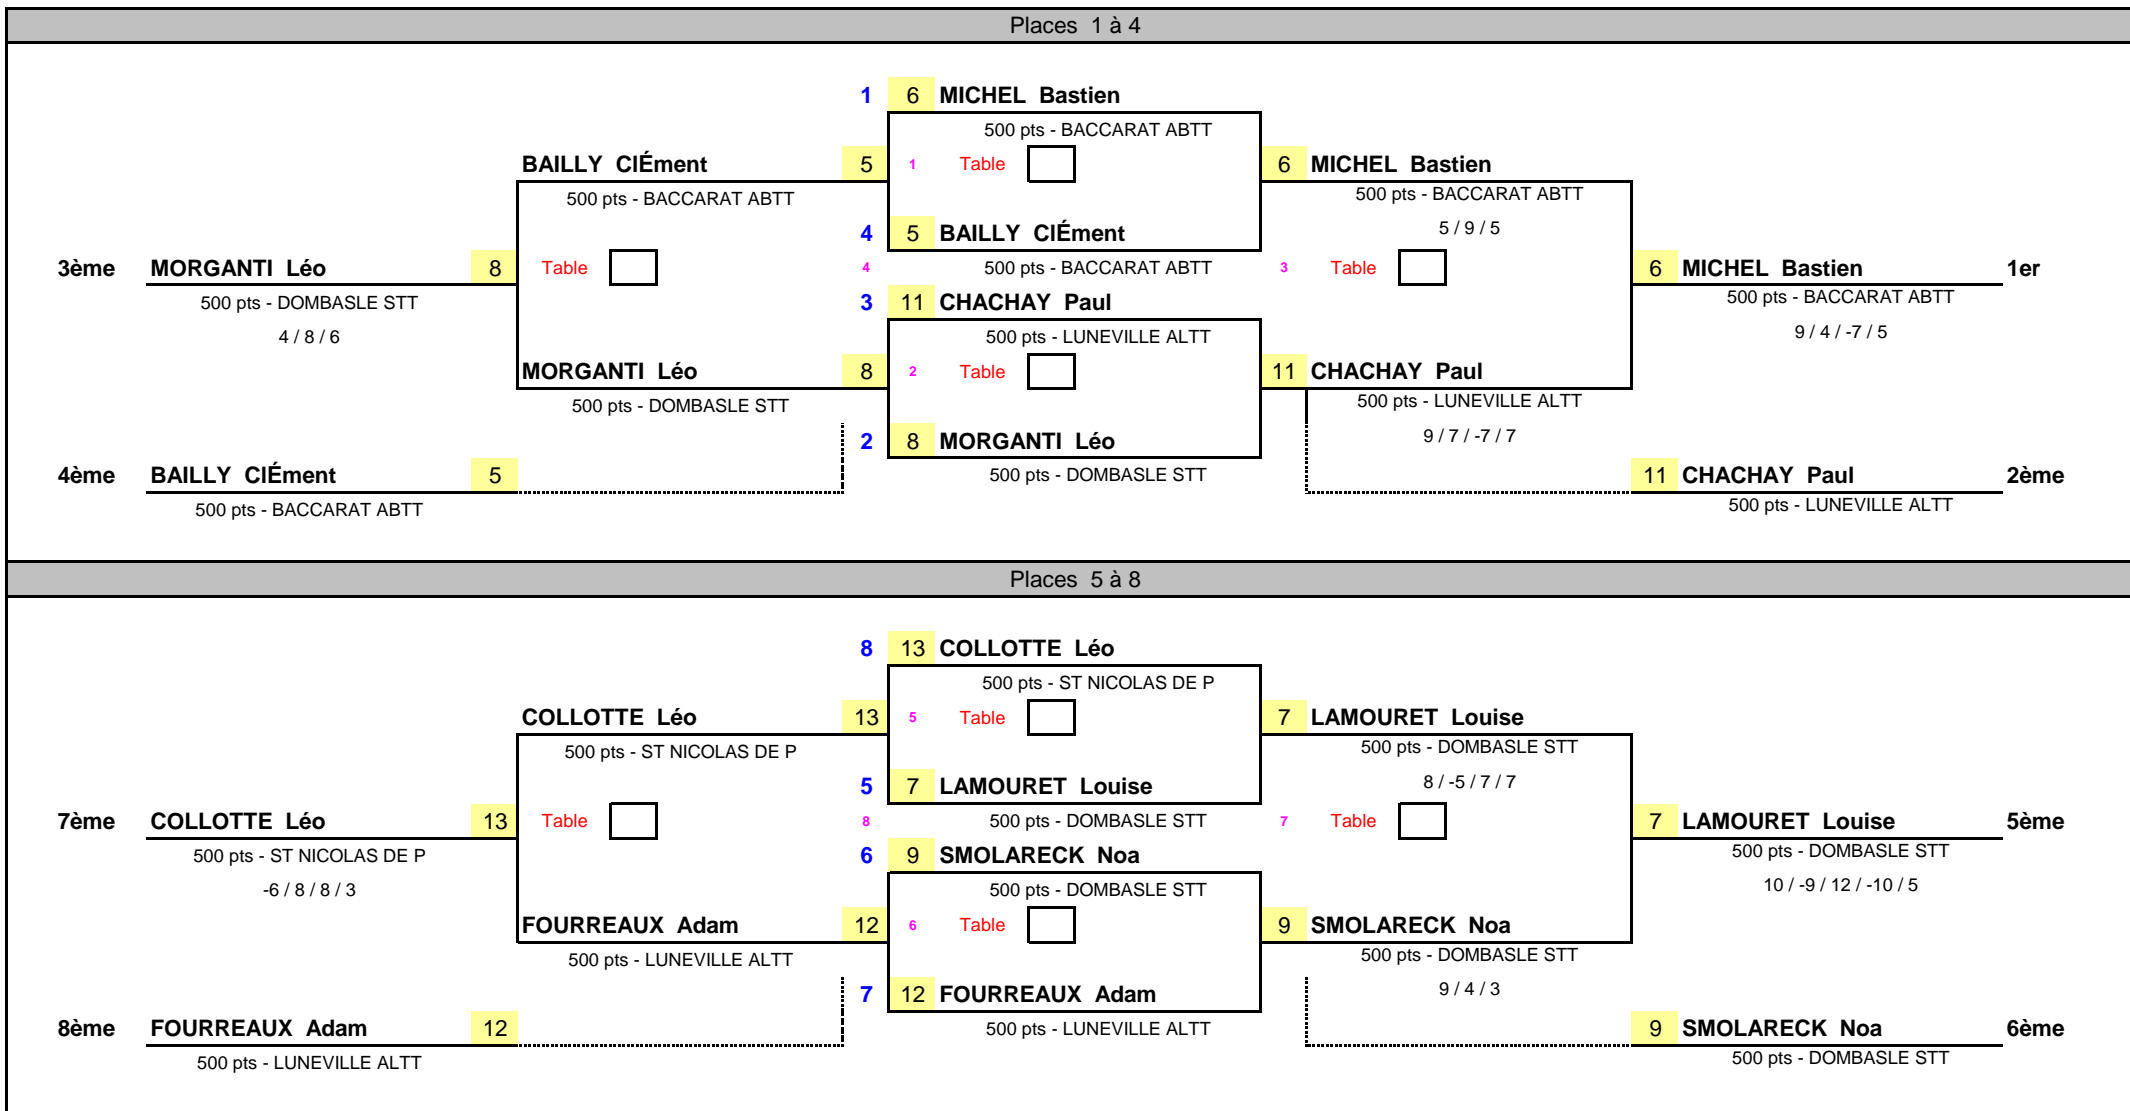 Places 1 à 4
1 6 MICHEL Bastien
500 pts - BACCARAT ABTT
BAILLY ClÉment 5 1 Table 6 MICHEL Bastien
500 pts - BACCARAT ABTT 500 pts - BACCARAT ABTT
4 5 BAILLY ClÉment 5 / 9 / 5
3ème MORGANTI Léo 8 Table 4 500 pts - BACCARAT ABTT 3 Table 6 MICHEL Bastien 1er
500 pts - DOMBASLE STT 3 11 CHACHAY Paul 500 pts - BACCARAT ABTT
4 / 8 / 6 500 pts - LUNEVILLE ALTT 9 / 4 / -7 / 5
MORGANTI Léo 8 2 Table 11 CHACHAY Paul
500 pts - DOMBASLE STT 500 pts - LUNEVILLE ALTT
2 8 MORGANTI Léo 9 / 7 / -7 / 7
4ème BAILLY ClÉment 5 500 pts - DOMBASLE STT 11 CHACHAY Paul 2ème
500 pts - BACCARAT ABTT 500 pts - LUNEVILLE ALTT
Places 5 à 8
8 13 COLLOTTE Léo
500 pts - ST NICOLAS DE P
COLLOTTE Léo 13 5 Table 7 LAMOURET Louise
500 pts - ST NICOLAS DE P 500 pts - DOMBASLE STT
5 7 LAMOURET Louise 8 / -5 / 7 / 7
7ème COLLOTTE Léo 13 Table 8 500 pts - DOMBASLE STT 7 Table 7 LAMOURET Louise 5ème
500 pts - ST NICOLAS DE P 6 9 SMOLARECK Noa 500 pts - DOMBASLE STT
-6 / 8 / 8 / 3 500 pts - DOMBASLE STT 10 / -9 / 12 / -10 / 5
FOURREAUX Adam 12 6 Table 9 SMOLARECK Noa
500 pts - LUNEVILLE ALTT 500 pts - DOMBASLE STT
7 12 FOURREAUX Adam 9 / 4 / 3
8ème FOURREAUX Adam 12 500 pts - LUNEVILLE ALTT 9 SMOLARECK Noa 6ème
500 pts - LUNEVILLE ALTT 500 pts - DOMBASLE STT